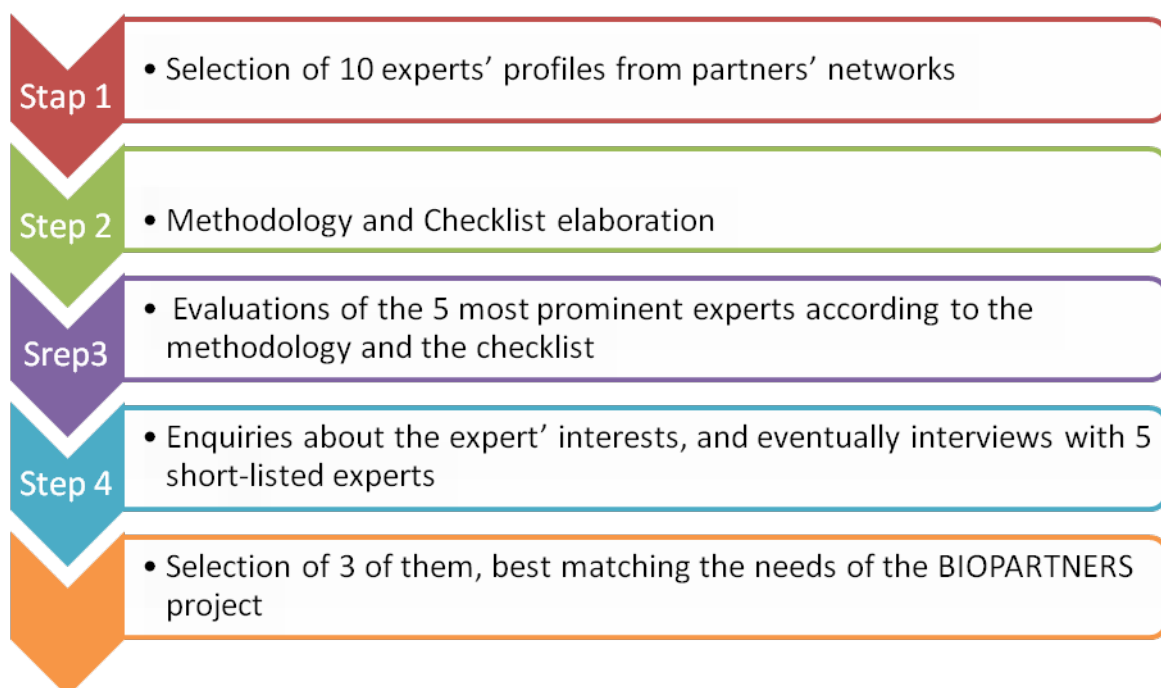 Stap 1
• Selection of 10 experts’ profiles from partners’ networks
Step 2
• Methodology and Checklist elaboration
Srep3
• Evaluations of the 5 most prominent experts according to the
methodology and the checklist
Step 4
• Enquiries about the expert’ interests, and eventually interviews with 5
short-listed experts
• Selection of 3 of them, best matching the needs of the BIOPARTNERS
project